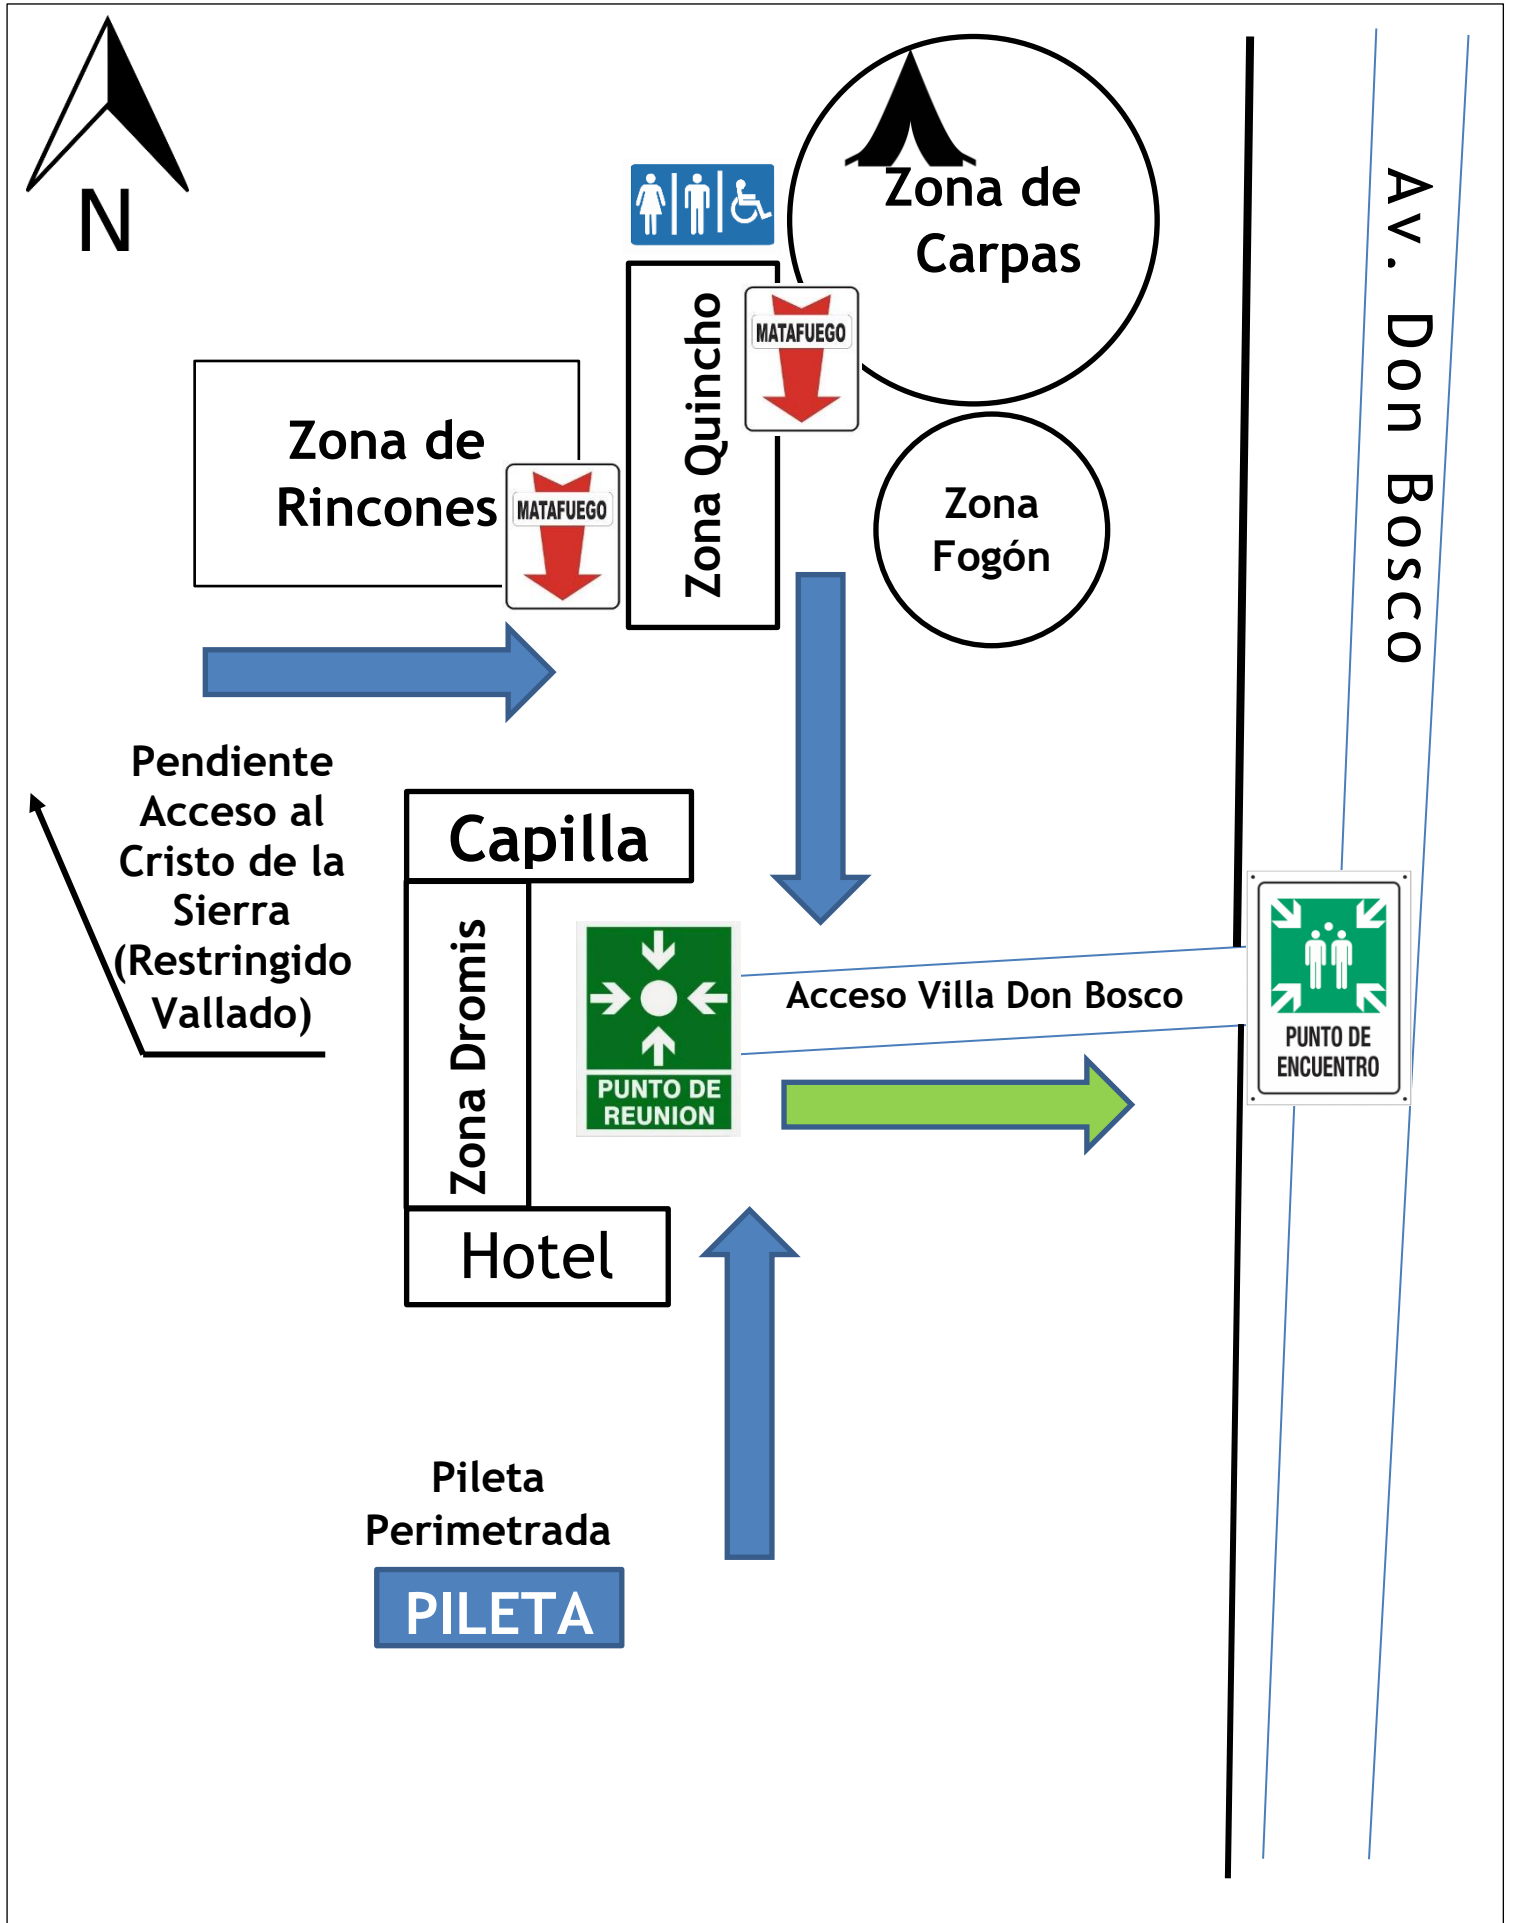 N
Zona de
Carpas
Av. Don Bosco
MATAFUEGO
Zona Quincho
Zona de
Rincones
MATAFUEGO
Zona
Fogón
Pendiente
Acceso al
Cristo de la
Sierra
(Restringido
Vallado)
Capilla
Zona Dromis
PUNTO DE
REUNION
Acceso Villa Don Bosco
PUNTO DE
ENCUENTRO
Hotel
Pileta
Perimetrada
PILETA